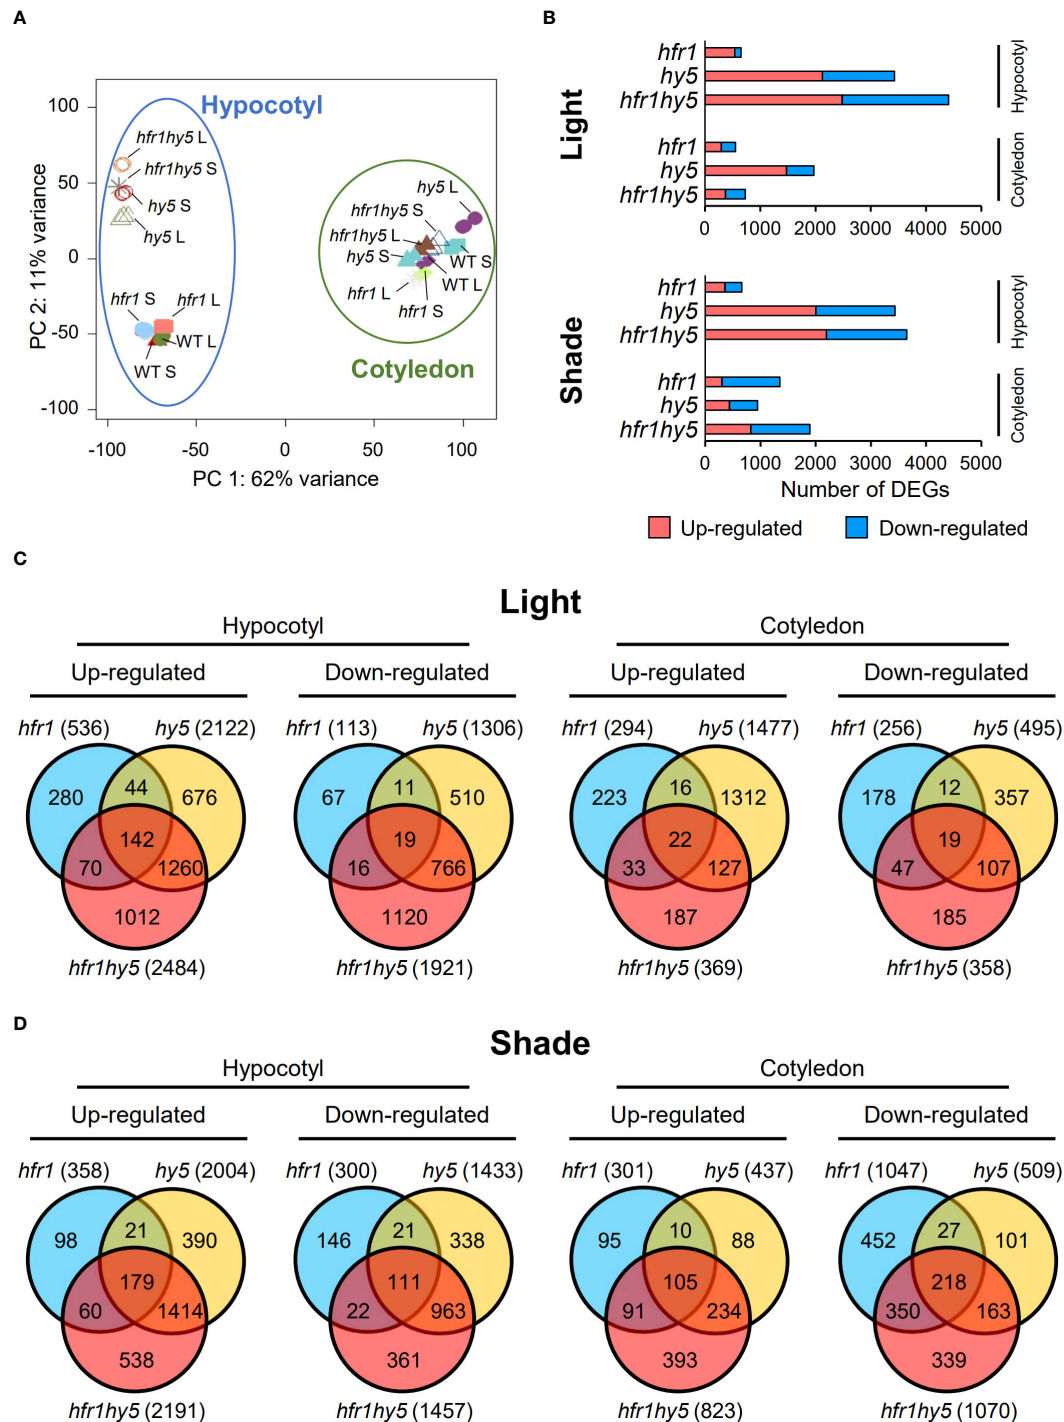 A
100
50
0
-50
-100
PC 2: 11% variance
-100 -50 0 50 100
PC 1: 62% variance
Hypocotyl
hfr1hy5 L
hfr1hy5 S
hy5 S
hy5 L
hfr1 S
hfr1 L
WT L
WT S
hy5 L
hfr1hy5 S
hfr1hy5 L
hy5 S
WT S
WT L
hfr1 L
hfr1 S
Cotyledon
B
Light
hfr1
hy5
hfr1hy5
Hypocotyl
hfr1
hy5
hfr1hy5
Cotyledon
0 1000 2000 3000 4000 5000
Shade
hfr1
hy5
hfr1hy5
Hypocotyl
hfr1
hy5
hfr1hy5
Cotyledon
0 1000 2000 3000 4000 5000
Number of DEGs
Up-regulated Down-regulated
C
Light
Hypocotyl Cotyledon
Up-regulated Down-regulated Up-regulated Down-regulated
hfr1 (536) hy5 (2122) hfr1 (113) hy5 (1306) hfr1 (294) hy5 (1477) hfr1 (256) hy5 (495)
280 44 676 67 11 510 223 16 1312 178 12 357
142 19 22 19
70 1260 16 766 33 127 47 107
1012 1120 187 185
hfr1hy5 (2484) hfr1hy5 (1921) hfr1hy5 (369) hfr1hy5 (358)
D
Shade
Hypocotyl Cotyledon
Up-regulated Down-regulated Up-regulated Down-regulated
hfr1 (358) hy5 (2004) hfr1 (300) hy5 (1433) hfr1 (301) hy5 (437) hfr1 (1047) hy5 (509)
98 21 390 146 21 338 95 10 88 452 27 101
179 111 105 218
60 1414 22 963 91 234 350 163
538 361 393 339
hfr1hy5 (2191) hfr1hy5 (1457) hfr1hy5 (823) hfr1hy5 (1070)